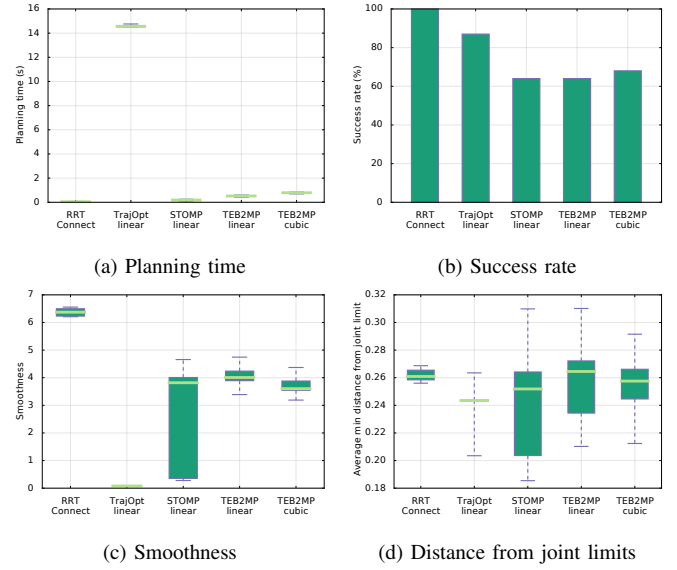 16
14
12
10
8
6
4
2
0
Planning time (s)
RRT Connect
TrajOpt linear
STOMP linear
TEB2MP linear
TEB2MP cubic
(a) Planning time
100
80
60
40
20
0
Success rate (%)
RRT Connect
TrajOpt linear
STOMP linear
TEB2MP linear
TEB2MP cubic
(b) Success rate
7
6
5
4
3
2
1
0
Smoothness
RRT Connect
TrajOpt linear
STOMP linear
TEB2MP linear
TEB2MP cubic
(c) Smoothness
0.32
0.28
0.26
0.24
0.20
0.18
Average min distance from joint limit
RRT Connect
TrajOpt linear
STOMP linear
TEB2MP linear
TEB2MP cubic
(d) Distance from joint limits